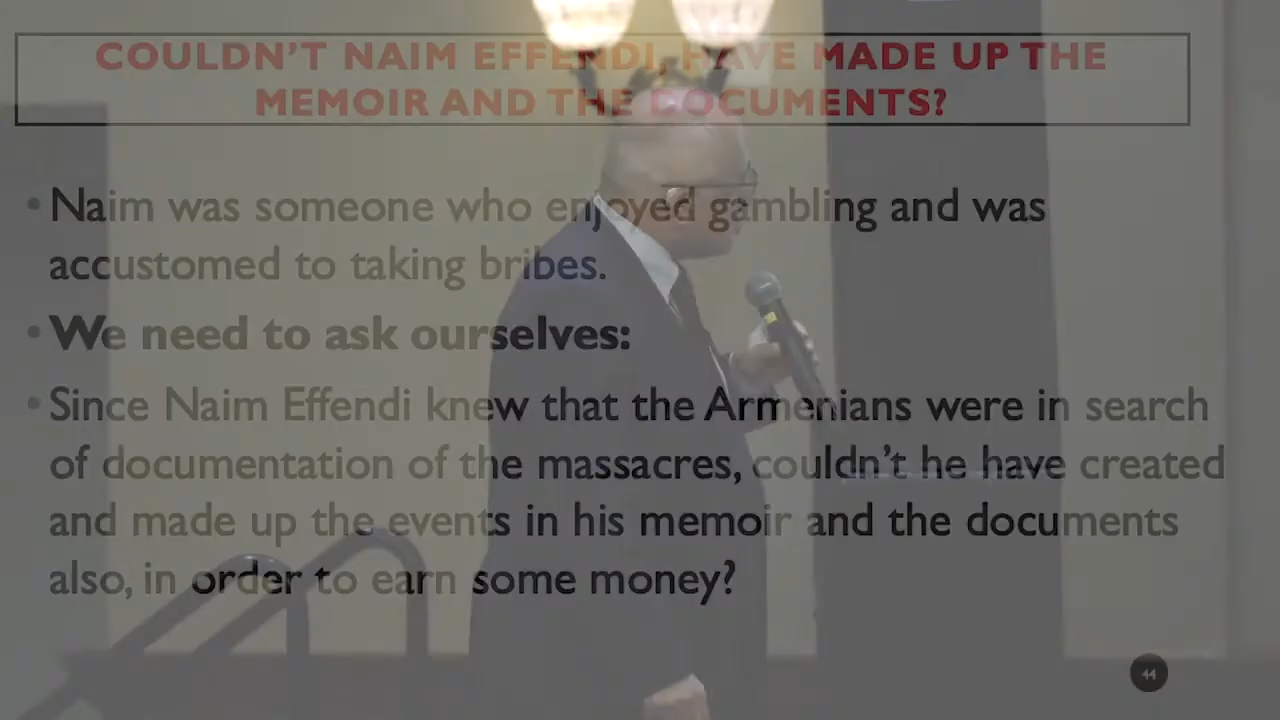 COULDN'T NAIM EFFENDI, HAVE MADE UP THE
MEMOIR AND THE DOCUMENTS?
• Naim was someone who enjoyed gambling and was
accustomed to taking bribes.
• We need to ask ourselves:
• Since Naim Effendi knew that the Armenians were in search
of documentation of the massacres, couldn't he have created
and made up the events in his memoir and the documents
also, in order to earn some money?
44